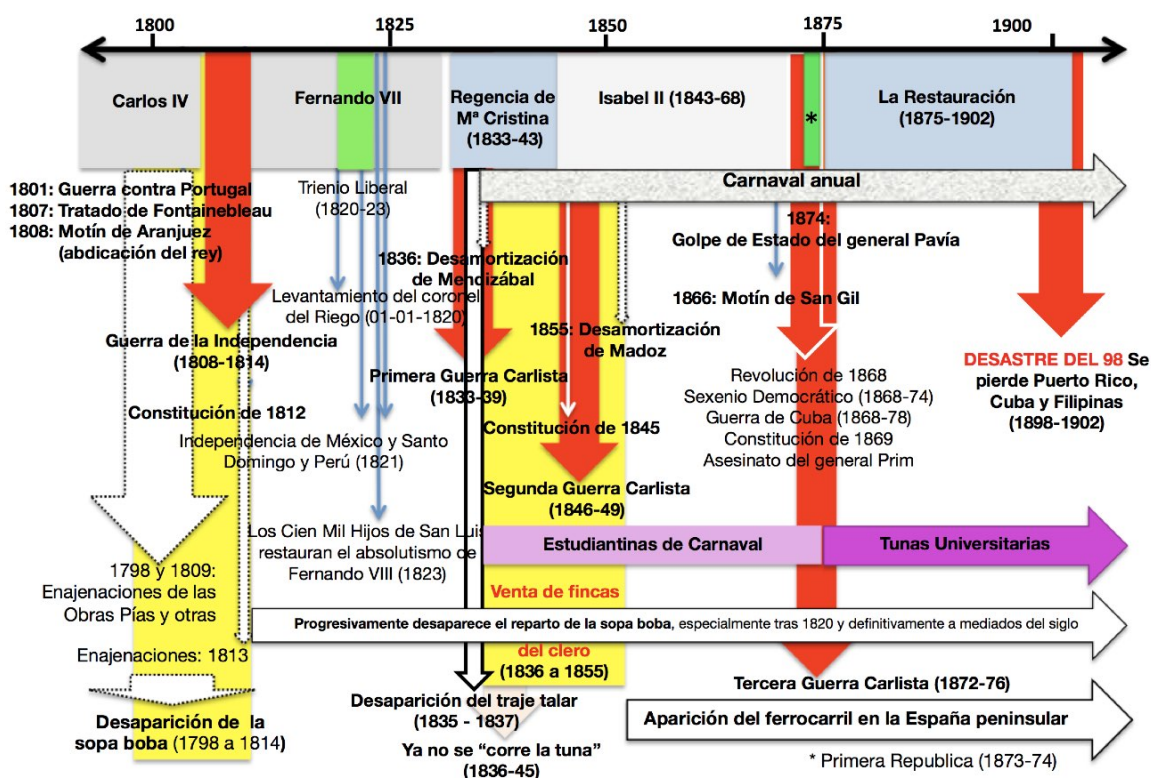 1800
1825
1850
1875
1900
Carlos IV
Fernando VII
Regencia de
Mª Cristina
(1833-43)
Isabel II (1843-68)
*
La Restauración
(1875-1902)
1801: Guerra contra Portugal
1807: Tratado de Fontainebleau
1808: Motín de Aranjuez
(abdicación del rey)
Trienio Liberal
(1820-23)
Carnaval anual
1874:
Golpe de Estado del general Pavía
1836: Desamortización
de Mendizábal
1866: Motín de San Gil
Levantamiento del coronel
del Riego (01-01-1820)
1855: Desamortización
de Madoz
Guerra de la Independencia
(1808-1814)
Primera Guerra Carlista
(1833-39)
DESASTRE DEL 98 Se
pierde Puerto Rico,
Cuba y Filipinas
(1898-1902)
Revolución de 1868
Sexenio Democrático (1868-74)
Guerra de Cuba (1868-78)
Constitución de 1869
Asesinato del general Prim
Constitución de 1812
Constitución de 1845
Independencia de México y Santo
Domingo y Perú (1821)
Segunda Guerra Carlista
(1846-49)
Los Cien Mil Hijos de San Luis
restauran el absolutismo de
Fernando VIII (1823)
Estudiantinas de Carnaval
Tunas Universitarias
1798 y 1809:
Enajenaciones de las
Obras Pías y otras
Venta de fincas
Progresivamente desaparece el reparto de la sopa boba, especialmente tras 1820 y definitivamente a mediados del siglo
Enajenaciones: 1813
del clero
(1836 a 1855)
Tercera Guerra Carlista (1872-76)
Desaparición del traje talar
(1835 - 1837)
Desaparición de la
sopa boba (1798 a 1814)
Aparición del ferrocarril en la España peninsular
Ya no se “corre la tuna”
(1836-45)
* Primera Republica (1873-74)